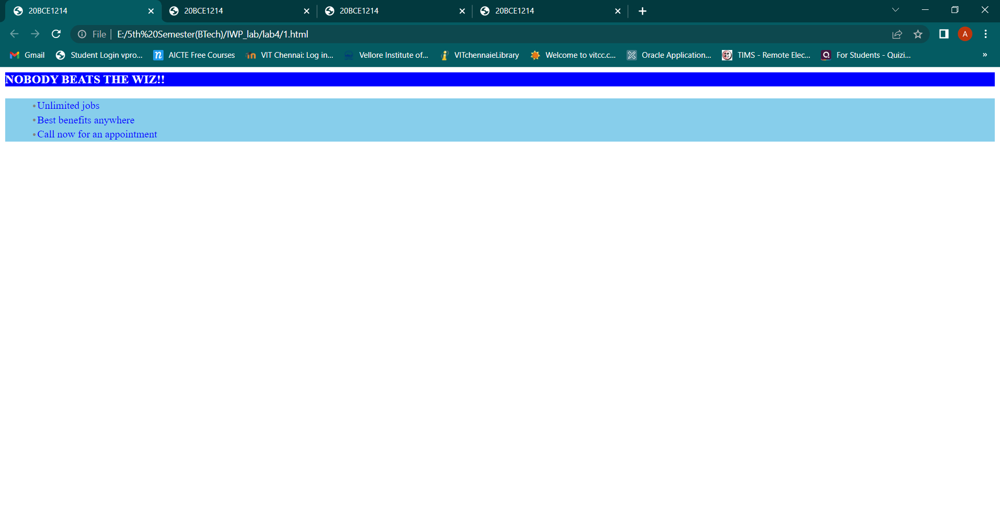 20BCE1214
20BCE1214
20BCE1214
20BCE1214
File | E:/5th%20Semester(BTech)/IWP_lab/lab4/1.html
A
Gmail
Student Login vpro...
AICTE Free Courses
VIT Chennai: Log in...
Vellore Institute of...
VITchennaieLibrary
Welcome to vitcc.c...
Oracle Application...
TIMS - Remote Elec...
For Students - Quizi...
»
NOBODY BEATS THE WIZ!!
• Unlimited jobs
• Best benefits anywhere
• Call now for an appointment